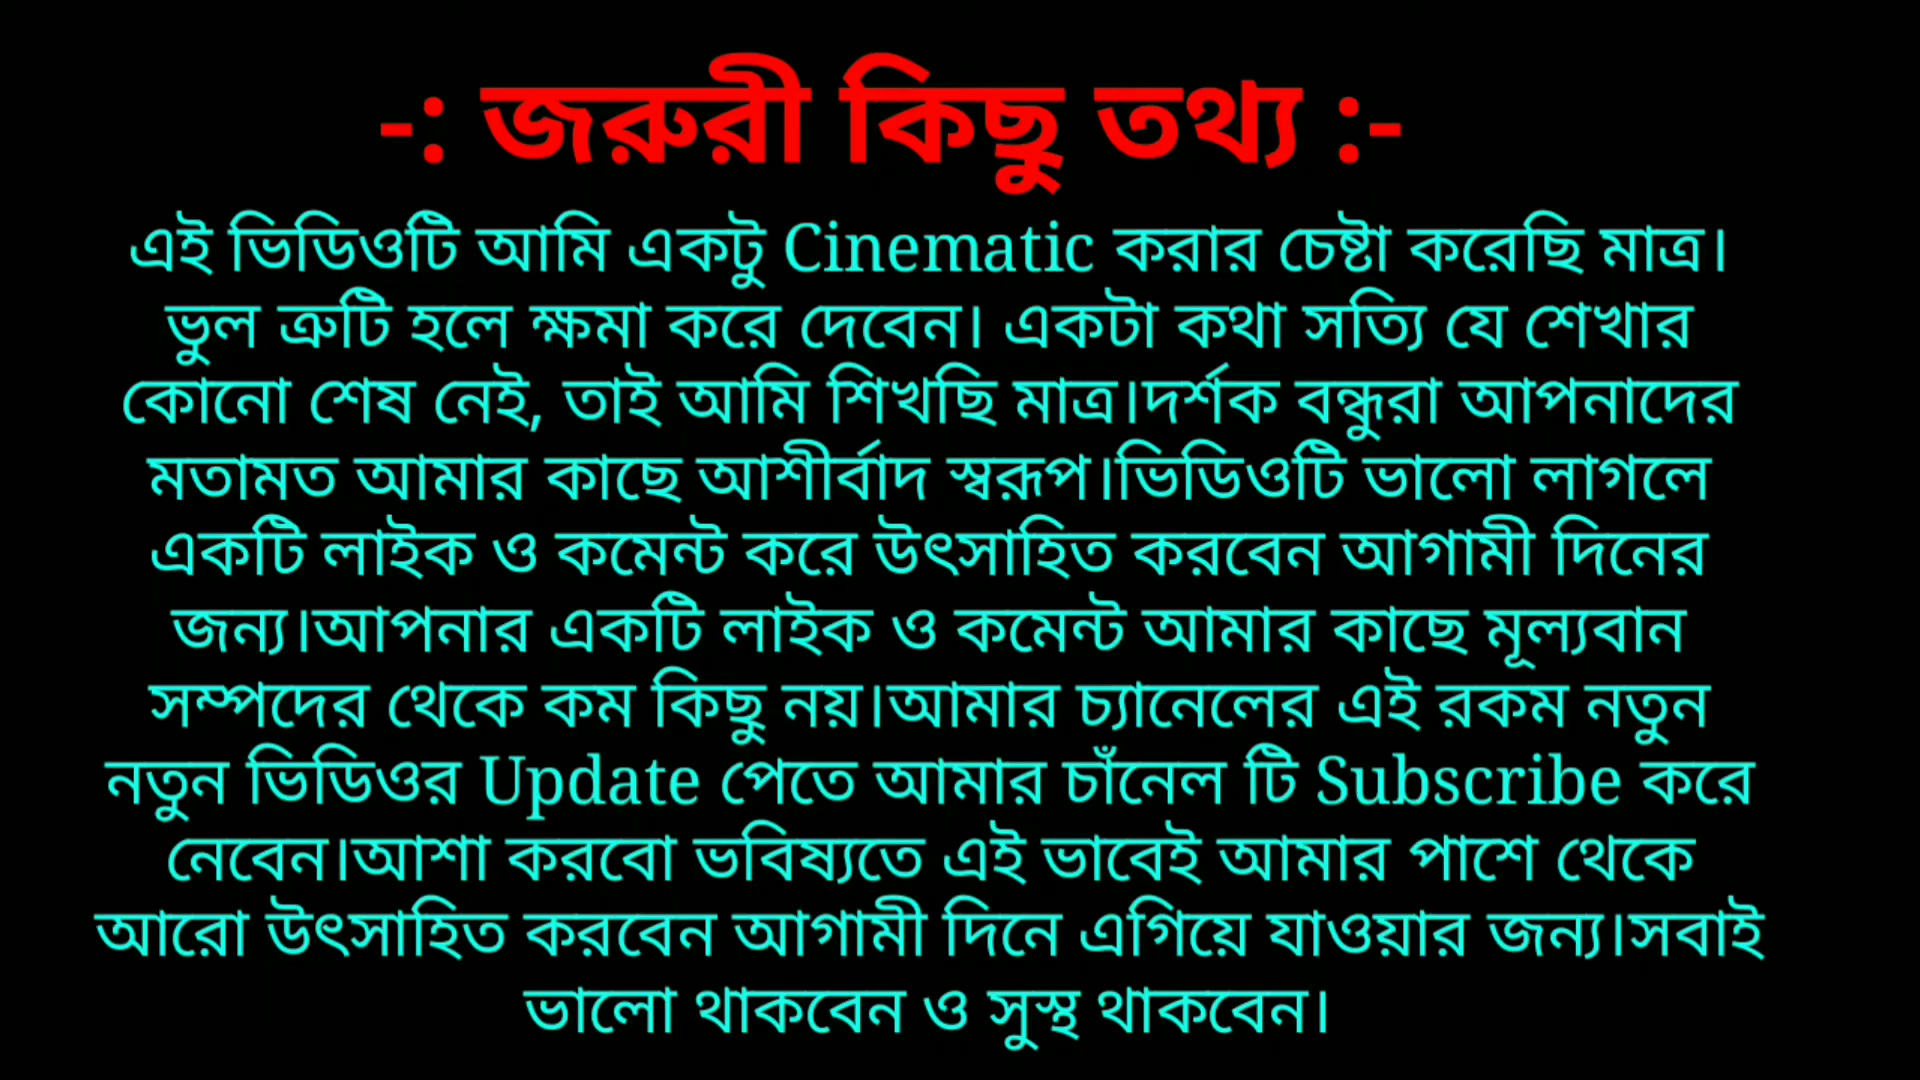 -: জরুরী কিছু তথ্য :-
এই ভিডিওটি আমি একটু Cinematic করার চেষ্টা করেছি মাত্র।
ভুল ত্রুটি হলে ক্ষমা করে দেবেন। একটা কথা সত্যি যে শেখার
কোনো শেষ নেই, তাই আমি শিখছি মাত্র।দর্শক বন্ধুরা আপনাদের
মতামত আমার কাছে আশীর্বাদ স্বরূপ।ভিডিওটি ভালো লাগলে
একটি লাইক ও কমেন্ট করে উৎসাহিত করবেন আগামী দিনের
জন্য।আপনার একটি লাইক ও কমেন্ট আমার কাছে মূল্যবান
সম্পদের থেকে কম কিছু নয়।আমার চ্যানেলের এই রকম নতুন
নতুন ভিডিওর Update পেতে আমার চাঁনেল টি Subscribe করে
নেবেন।আশা করবো ভবিষ্যতে এই ভাবেই আমার পাশে থেকে
আরো উৎসাহিত করবেন আগামী দিনে এগিয়ে যাওয়ার জন্য।সবাই
ভালো থাকবেন ও সুস্থ থাকবেন।